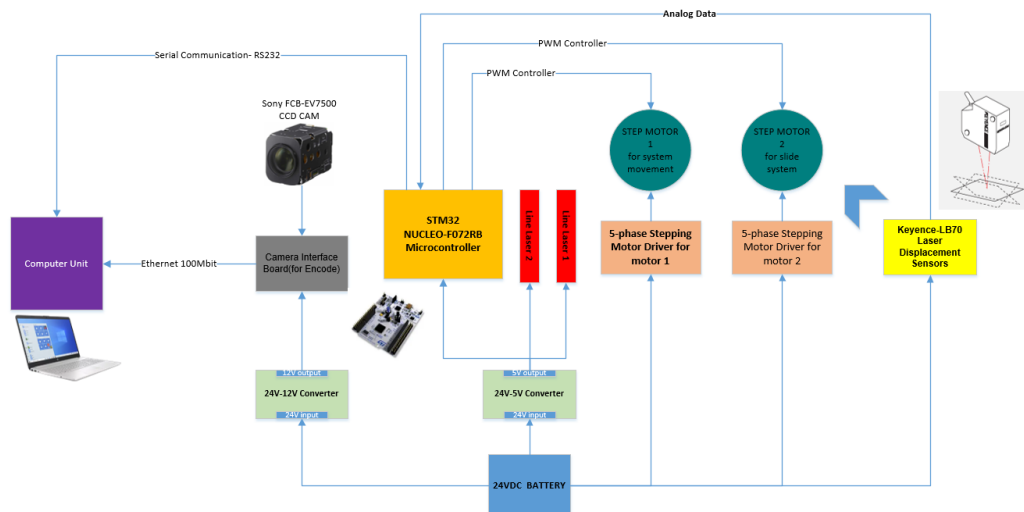 Analog Data
PWM Controller
Serial Communication- RS232
PWM Controller
Sony FCB-EV7500
CCD CAM
STEP MOTOR
1
for system
movement
STEP MOTOR
2
for slide
system
STM32
NUCLEO-F072RB
Microcontroller
Line Laser 2
Line Laser 1
5-phase Stepping
Motor Driver for
motor 1
5-phase Stepping
Motor Driver for
motor 2
Keyence-LB70
Laser
Displacement
Sensors
Computer Unit
Ethernet 100Mbit
Camera Interface
Board(for Encode)
12V output
24V-12V Converter
24V input
5V output
24V-5V Converter
24V input
24VDC BATTERY